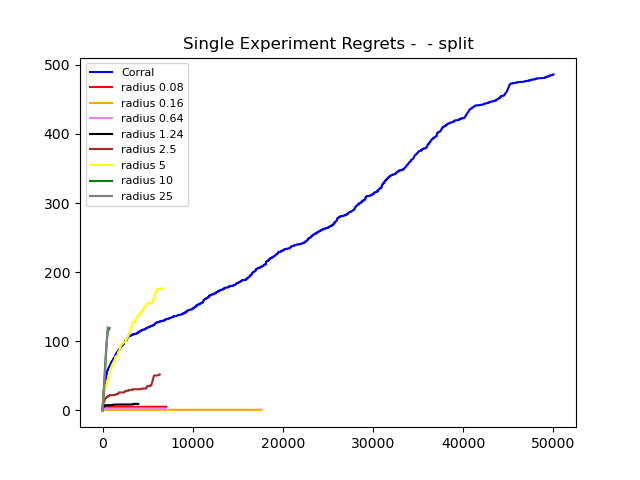 Single Experiment Regrets -  - split
500
400
300
200
100
0
Corral
radius 0.08
radius 0.16
radius 0.64
radius 1.24
radius 2.5
radius 5
radius 10
radius 25
0 10000 20000 30000 40000 50000